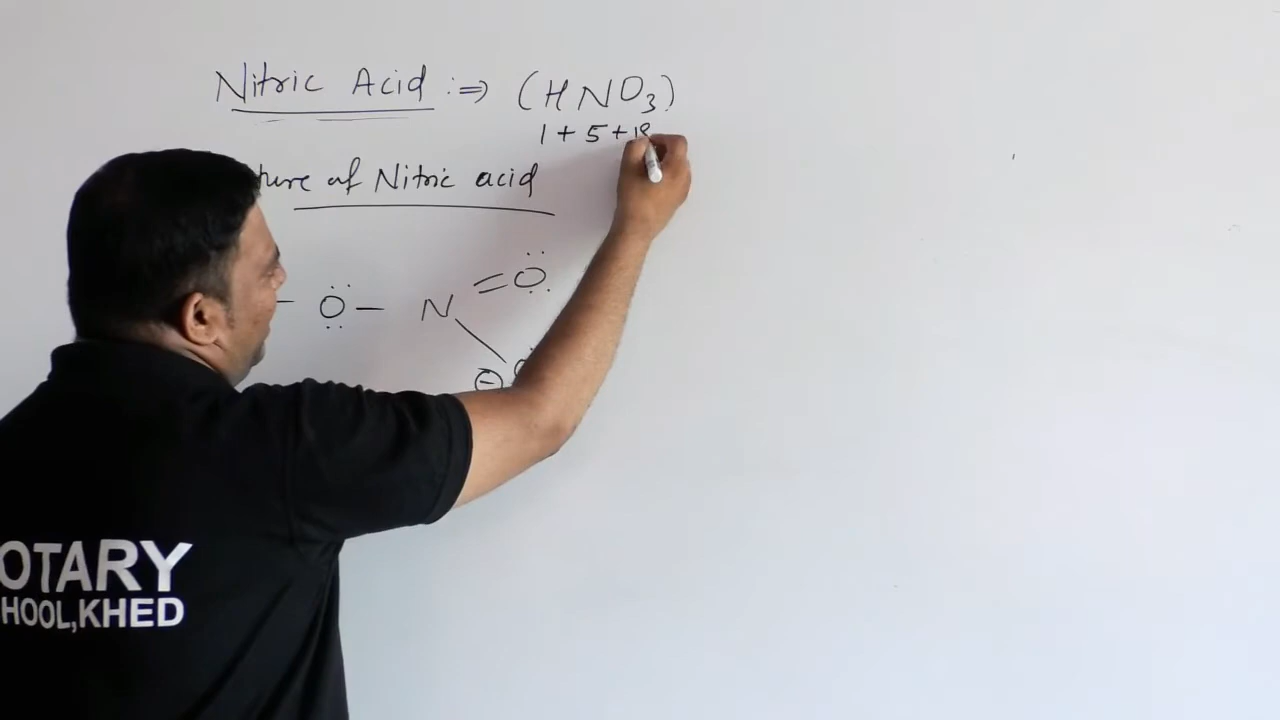 Nitric Acid :⇒ (HNO₃)
1 + 5 + 18
ture of Nitric acid
— Ö — N = Ö
⊖
OTARY
HOOL,KHED